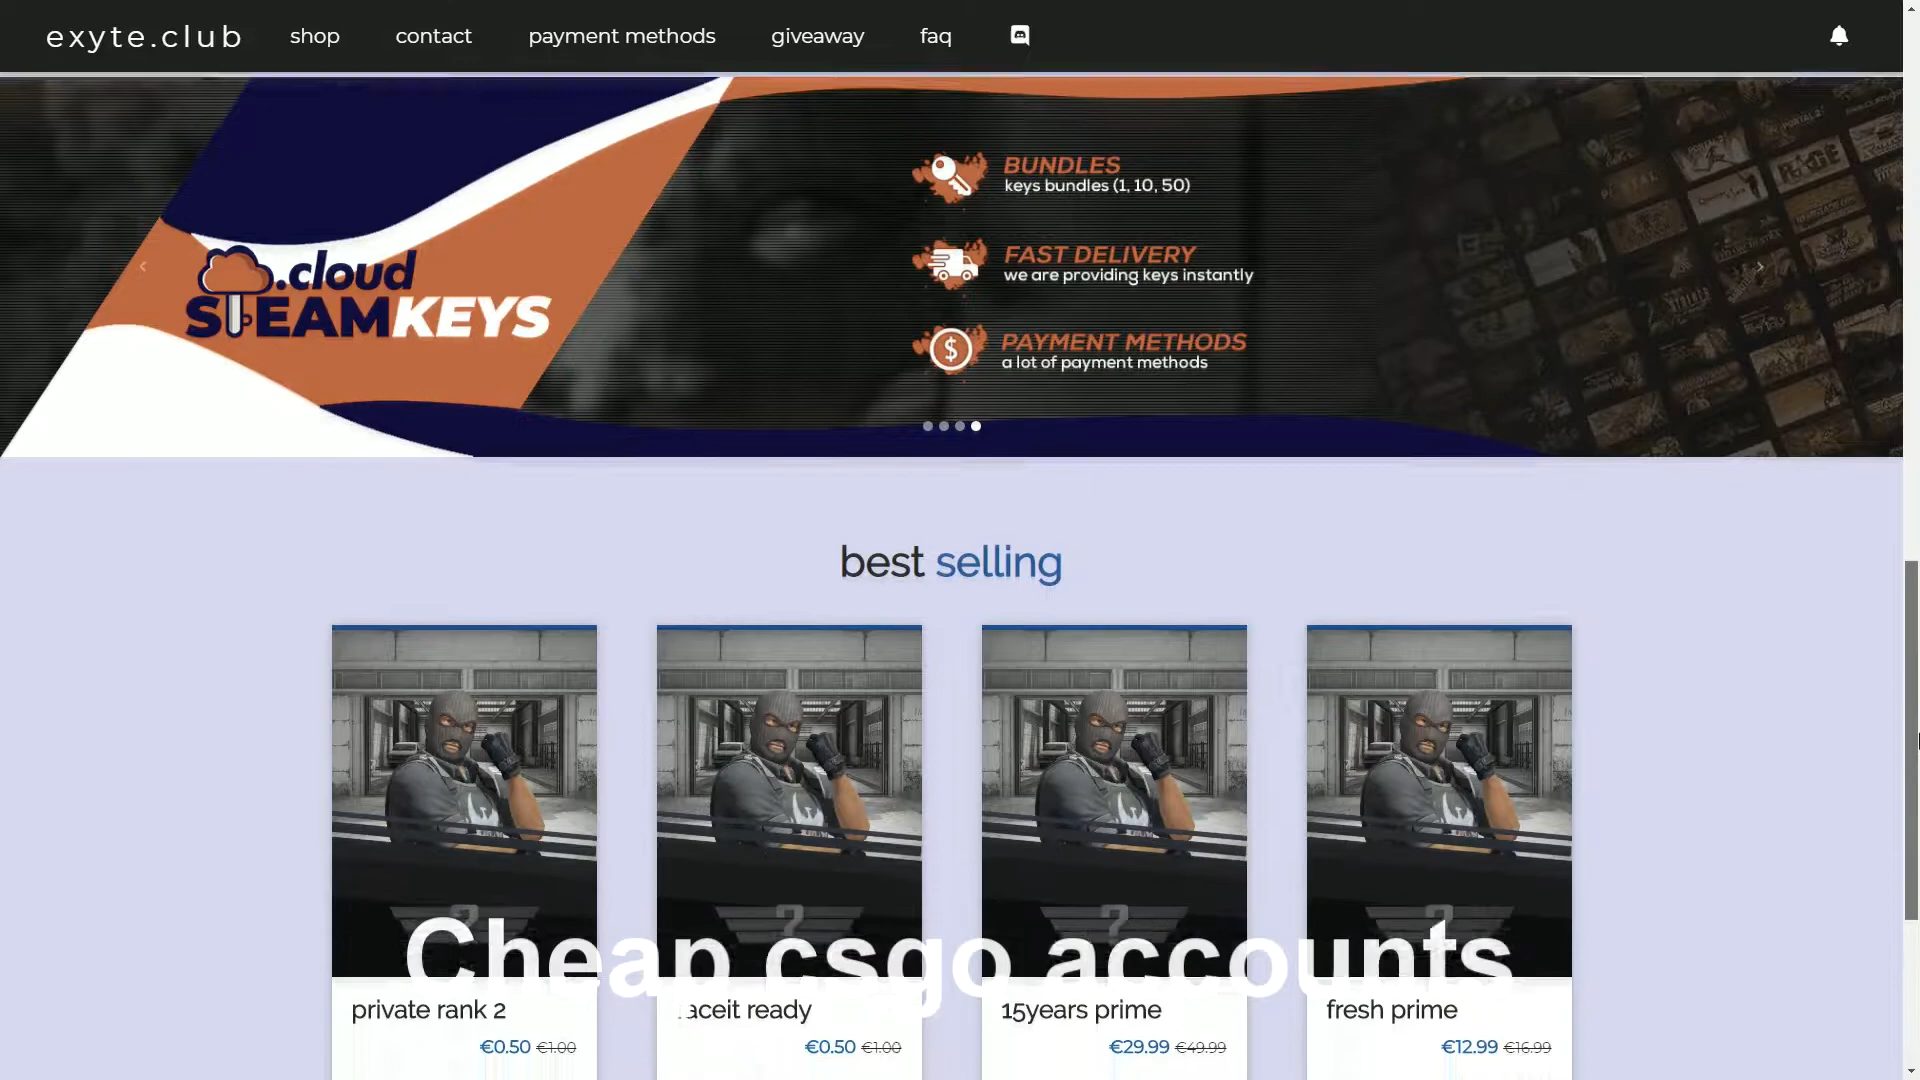 exyte.club shop contact payment methods giveaway faq
BUNDLES
keys bundles (1, 10, 50)
FAST DELIVERY
we are providing keys instantly
.cloud
STEAMKEYS
PAYMENT METHODS
a lot of payment methods
best selling
Cheap csgo accounts
private rank 2
aceit ready
15years prime
fresh prime
€0.50 €1.00
€0.50 €1.00
€29.99 €49.99
€12.99 €16.99